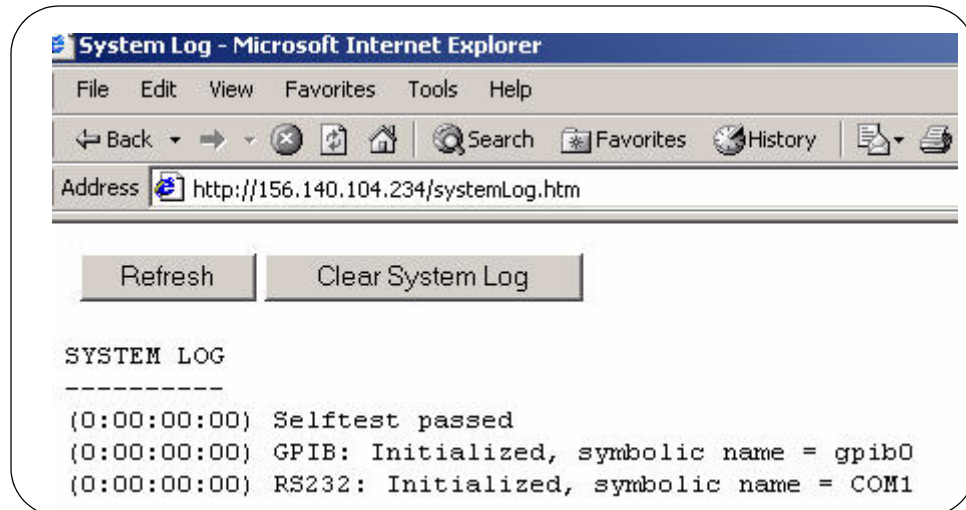 System Log - Microsoft Internet Explorer
File Edit View Favorites Tools Help
Back Search Favorites History
Address http://156.140.104.234/systemLog.htm
Refresh Clear System Log
SYSTEM LOG
----------
(0:00:00:00) Selftest passed
(0:00:00:00) GPIB: Initialized, symbolic name = gpib0
(0:00:00:00) RS232: Initialized, symbolic name = COM1